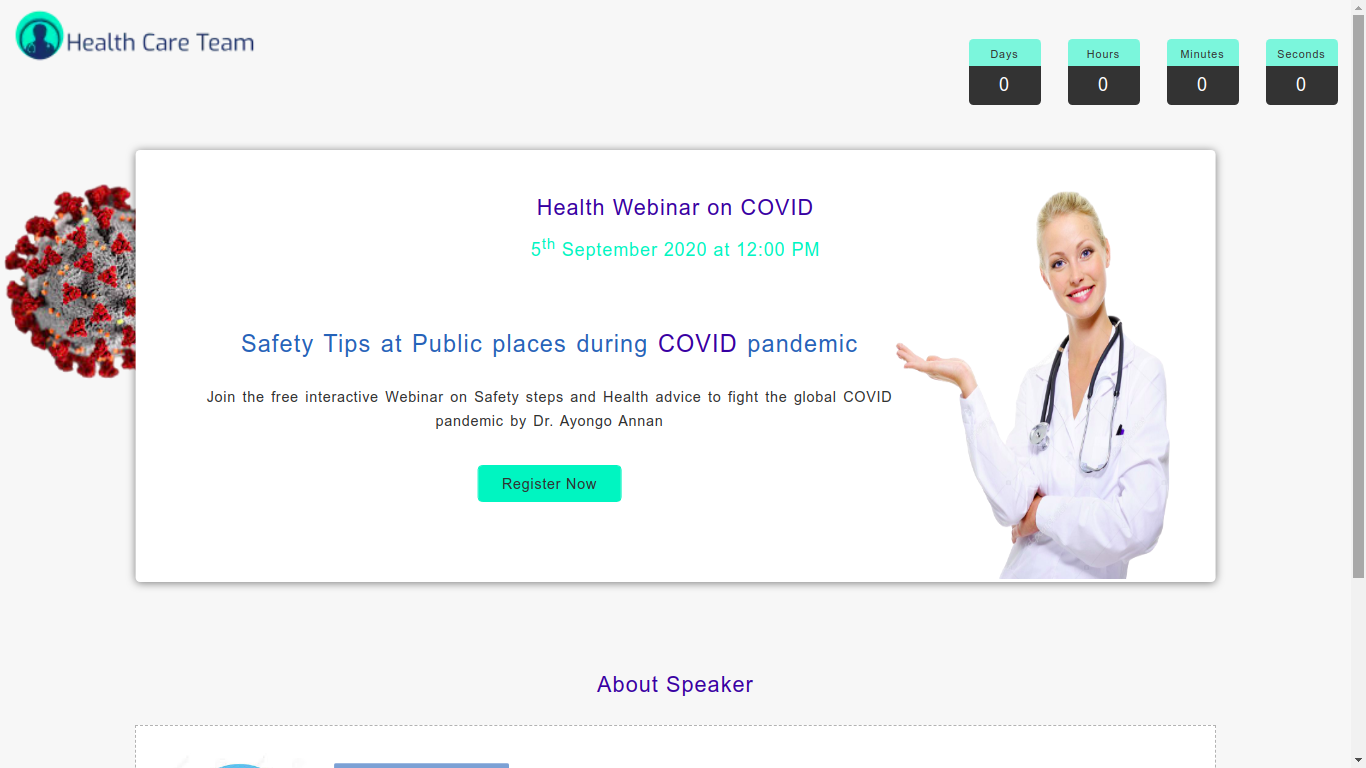 Health Care Team
Days
Hours
Minutes
Seconds
0
0
0
0
Health Webinar on COVID
5th September 2020 at 12:00 PM
Safety Tips at Public places during COVID pandemic
Join the free interactive Webinar on Safety steps and Health advice to fight the global COVID
pandemic by Dr. Ayongo Annan
Register Now
About Speaker